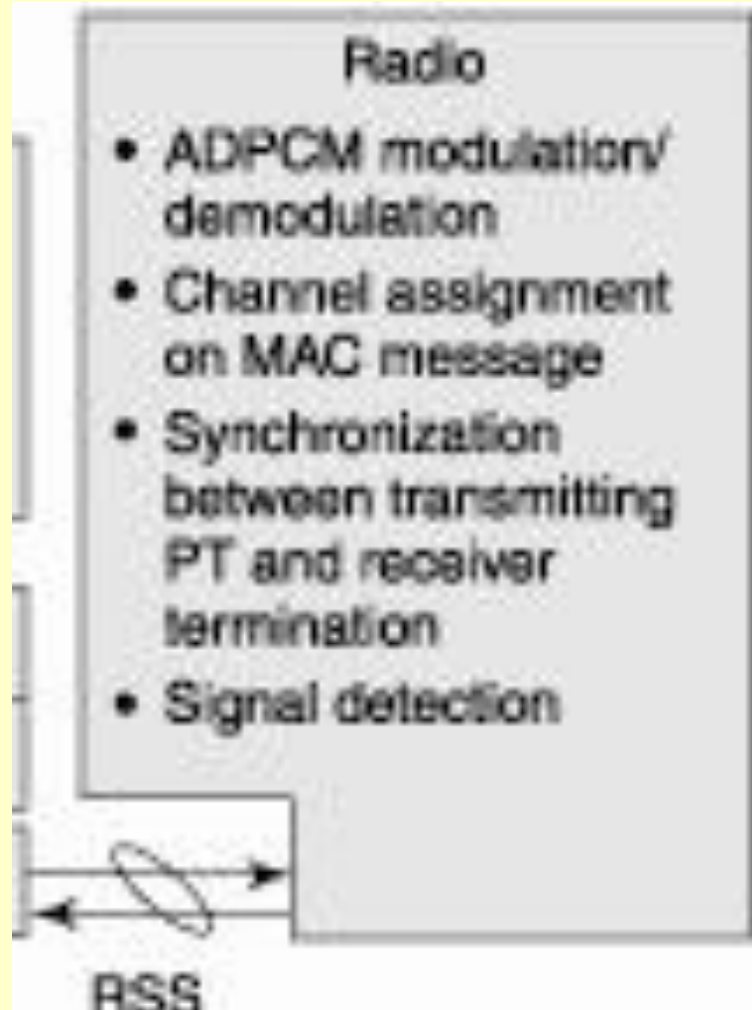 Radio
• ADPCM modulation/
demodulation
• Channel assignment
on MAC message
• Synchronization
between transmitting
PT and receiver
termination
• Signal detection
RSS